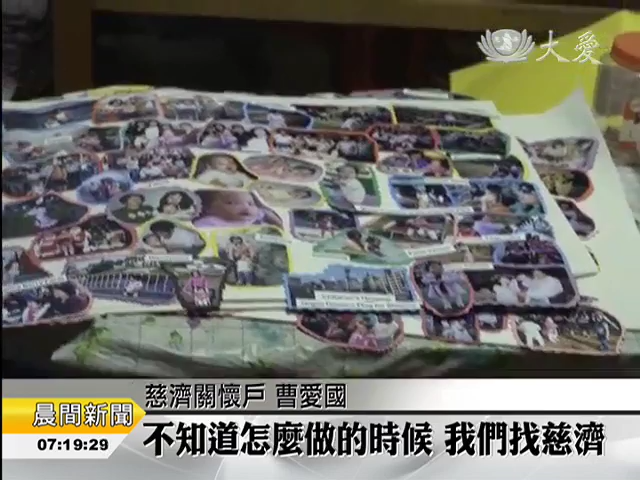 大愛
慈濟關懷戶 曹愛國
晨間新聞
不知道怎麼做的時候 我們找慈濟
07:19:29